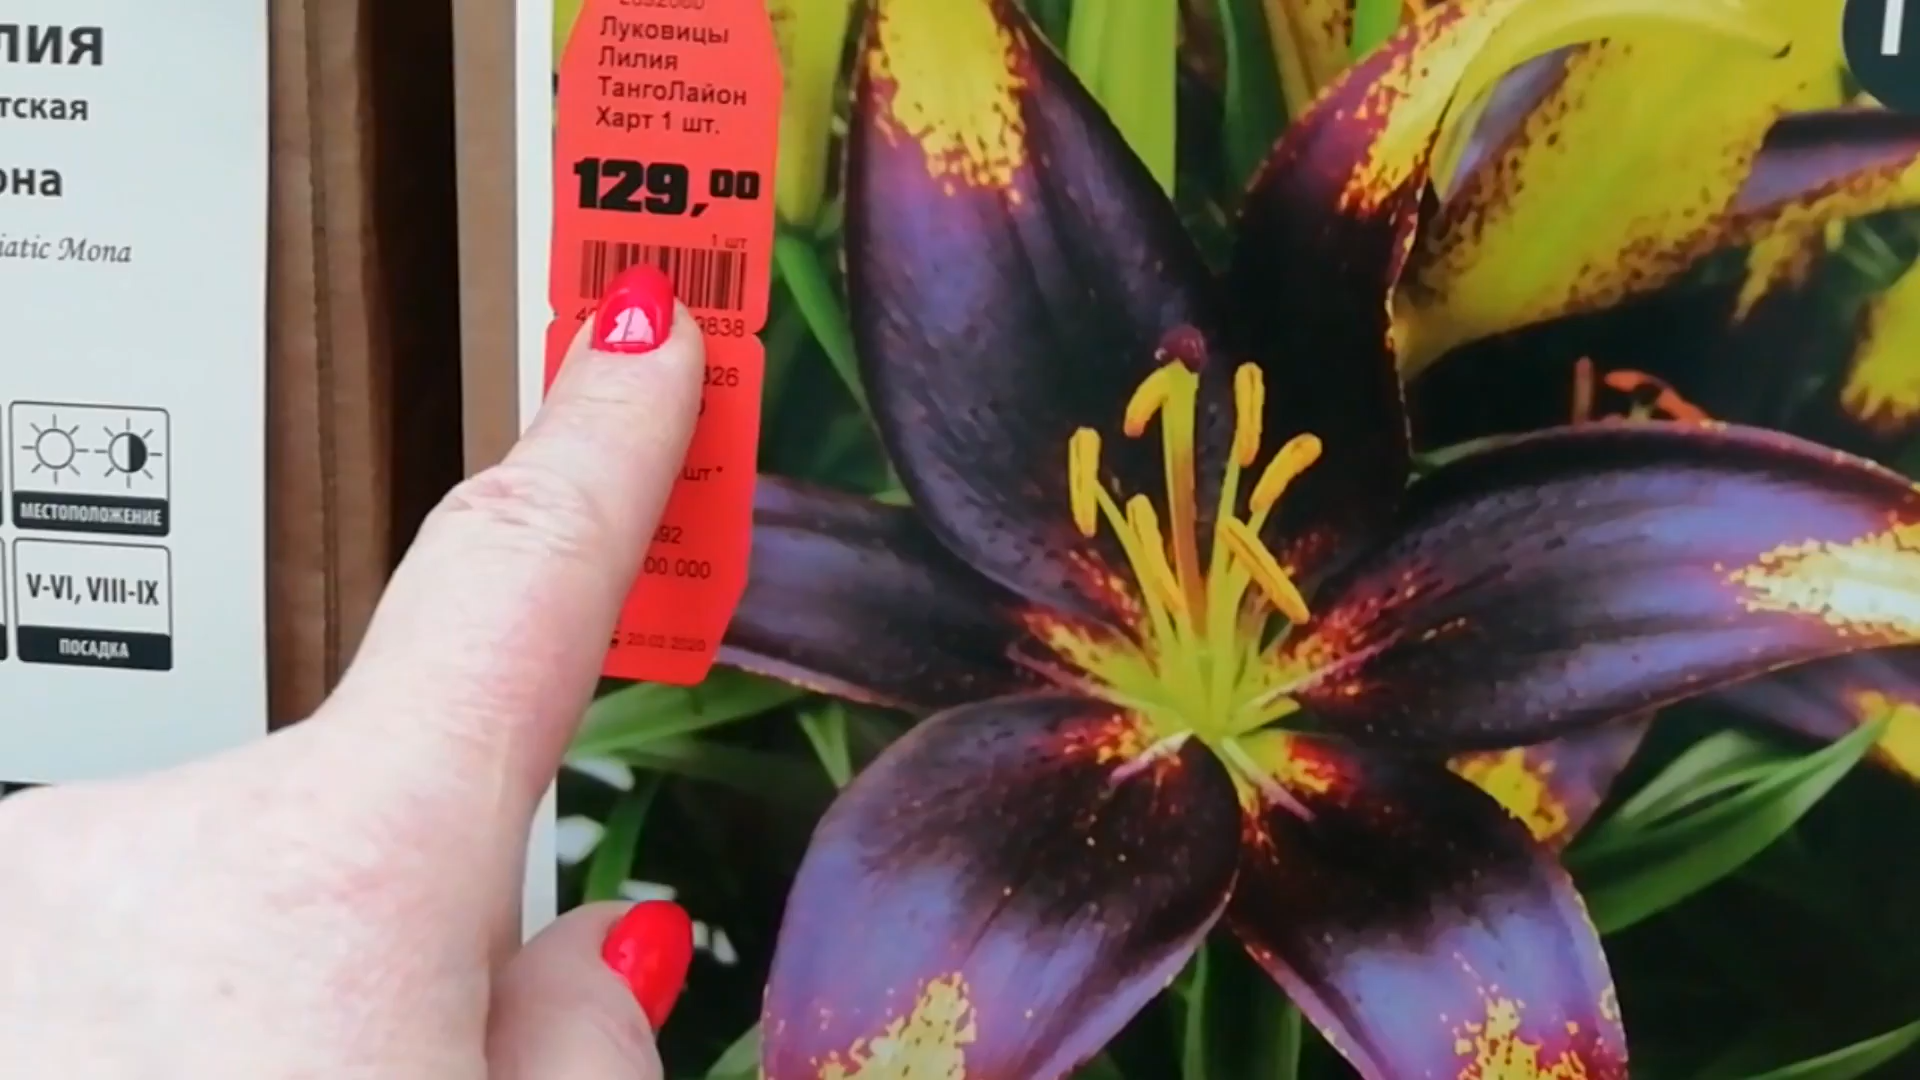 лия
тская
она
iatic Mona
МЕСТОПОЛОЖЕНИЕ
V-VI, VIII-IX
ПОСАДКА
Луковицы
Лилия
ТангоЛайон
Харт 1 шт.
129,00
1 шт
9838
326
шт*
00 000
20.02.2020